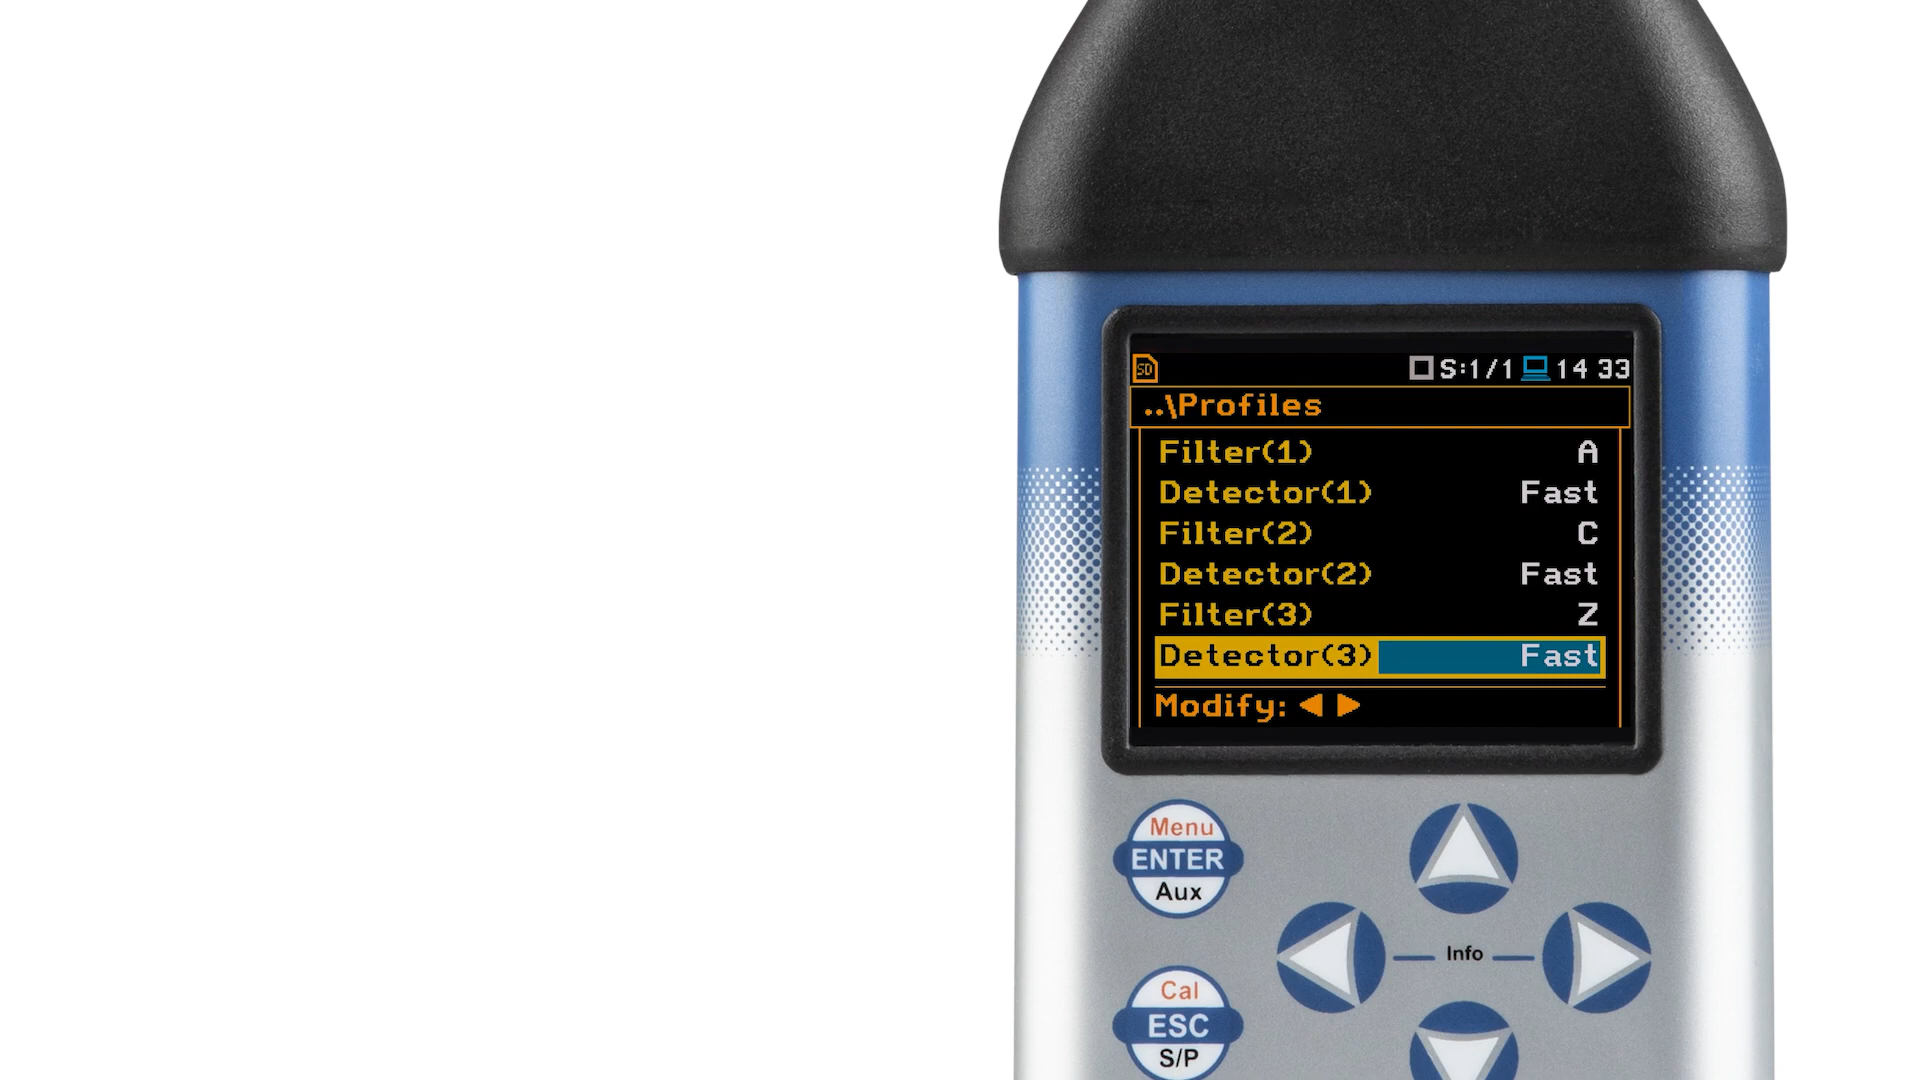 SD S:1/1 14 33
..\Profiles
Filter(1) A
Detector(1) Fast
Filter(2) C
Detector(2) Fast
Filter(3) Z
Detector(3) Fast
Modify:
Menu
ENTER
Aux
Info
Cal
ESC
S/P